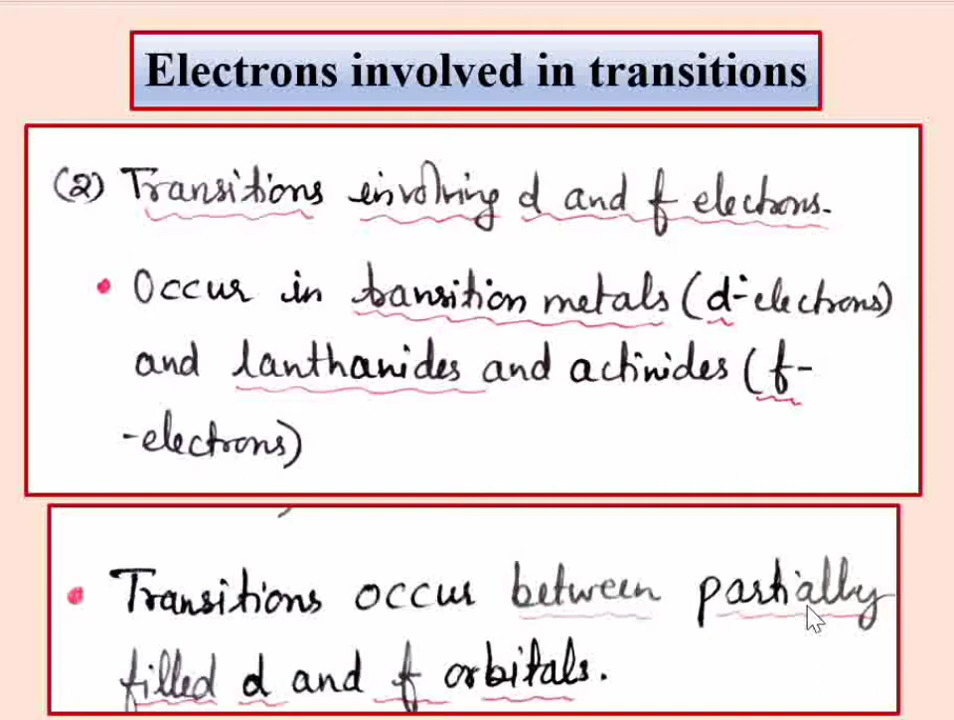 Electrons involved in transitions
(2) Transitions involving d and f electrons.
• Occur in transition metals (d-electrons)
and lanthanides and actinides (f-
-electrons)
• Transitions occur between partially
filled d and f orbitals.